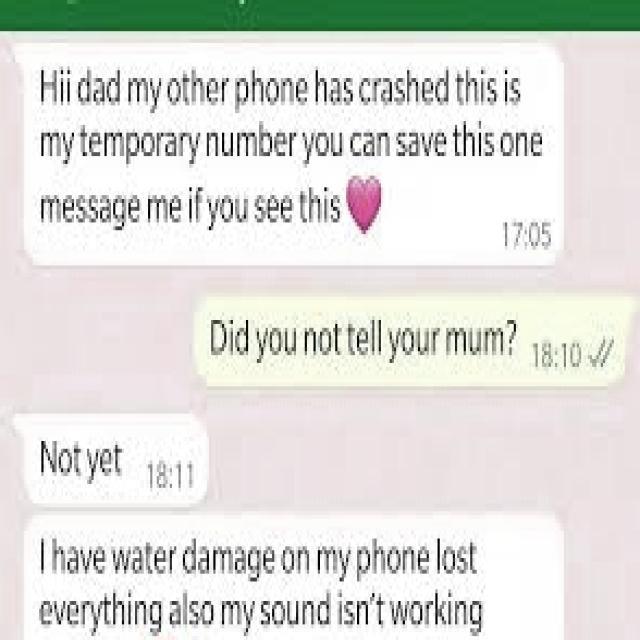 Hii dad my other phone has crashed this is
my temporary number you can save this one
message me if you see this🩷
17:05
Did you not tell your mum? 18:10
Not yet 18:11
I have water damage on my phone lost
everything also my sound isn't working